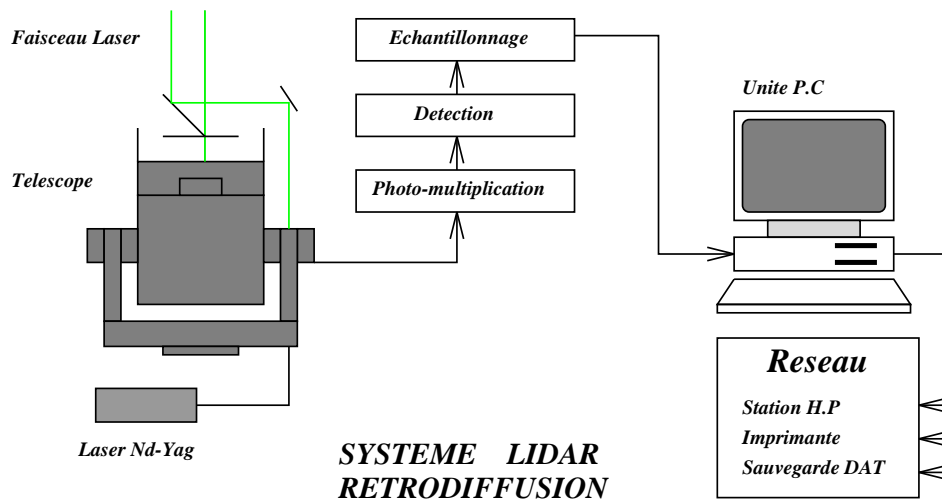 Faisceau Laser
Echantillonnage
Unite P.C
Detection
Telescope
Photo-multiplication
Reseau
Station H.P
Imprimante
Sauvegarde DAT
Laser Nd-Yag
SYSTEME LIDAR
RETRODIFFUSION